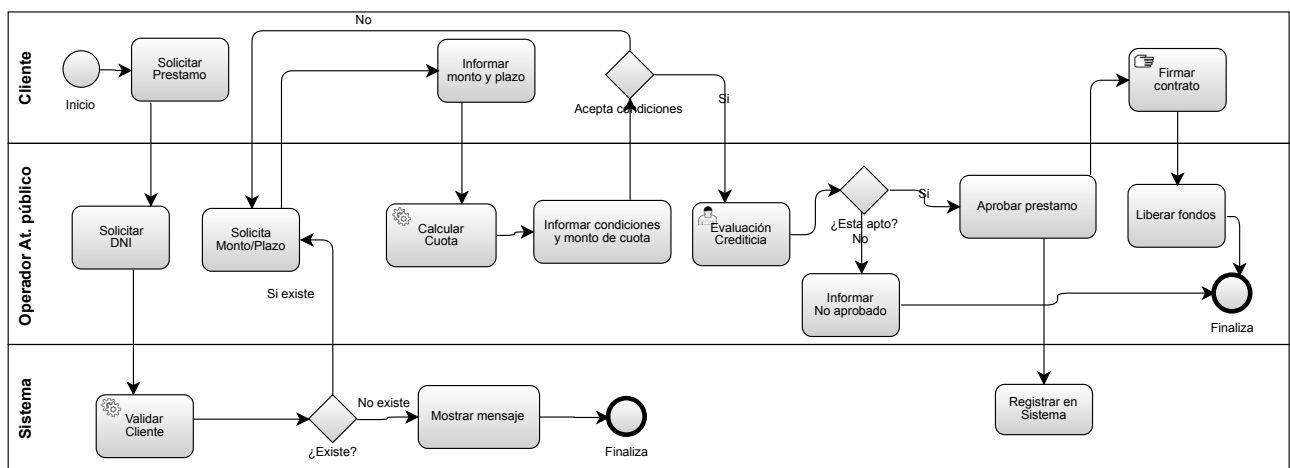 No
Cliente
Inicio
Solicitar
Prestamo
Informar
monto y plazo
Acepta condiciones
Si
Firmar
contrato
Operador At. público
Solicitar
DNI
Solicita
Monto/Plazo
Si existe
Calcular
Cuota
Informar condiciones
y monto de cuota
Evaluación
Crediticia
¿Esta apto?
No
Si
Aprobar prestamo
Liberar fondos
Informar
No aprobado
Finaliza
Sistema
Validar
Cliente
¿Existe?
No existe
Mostrar mensaje
Finaliza
Registrar en
Sistema